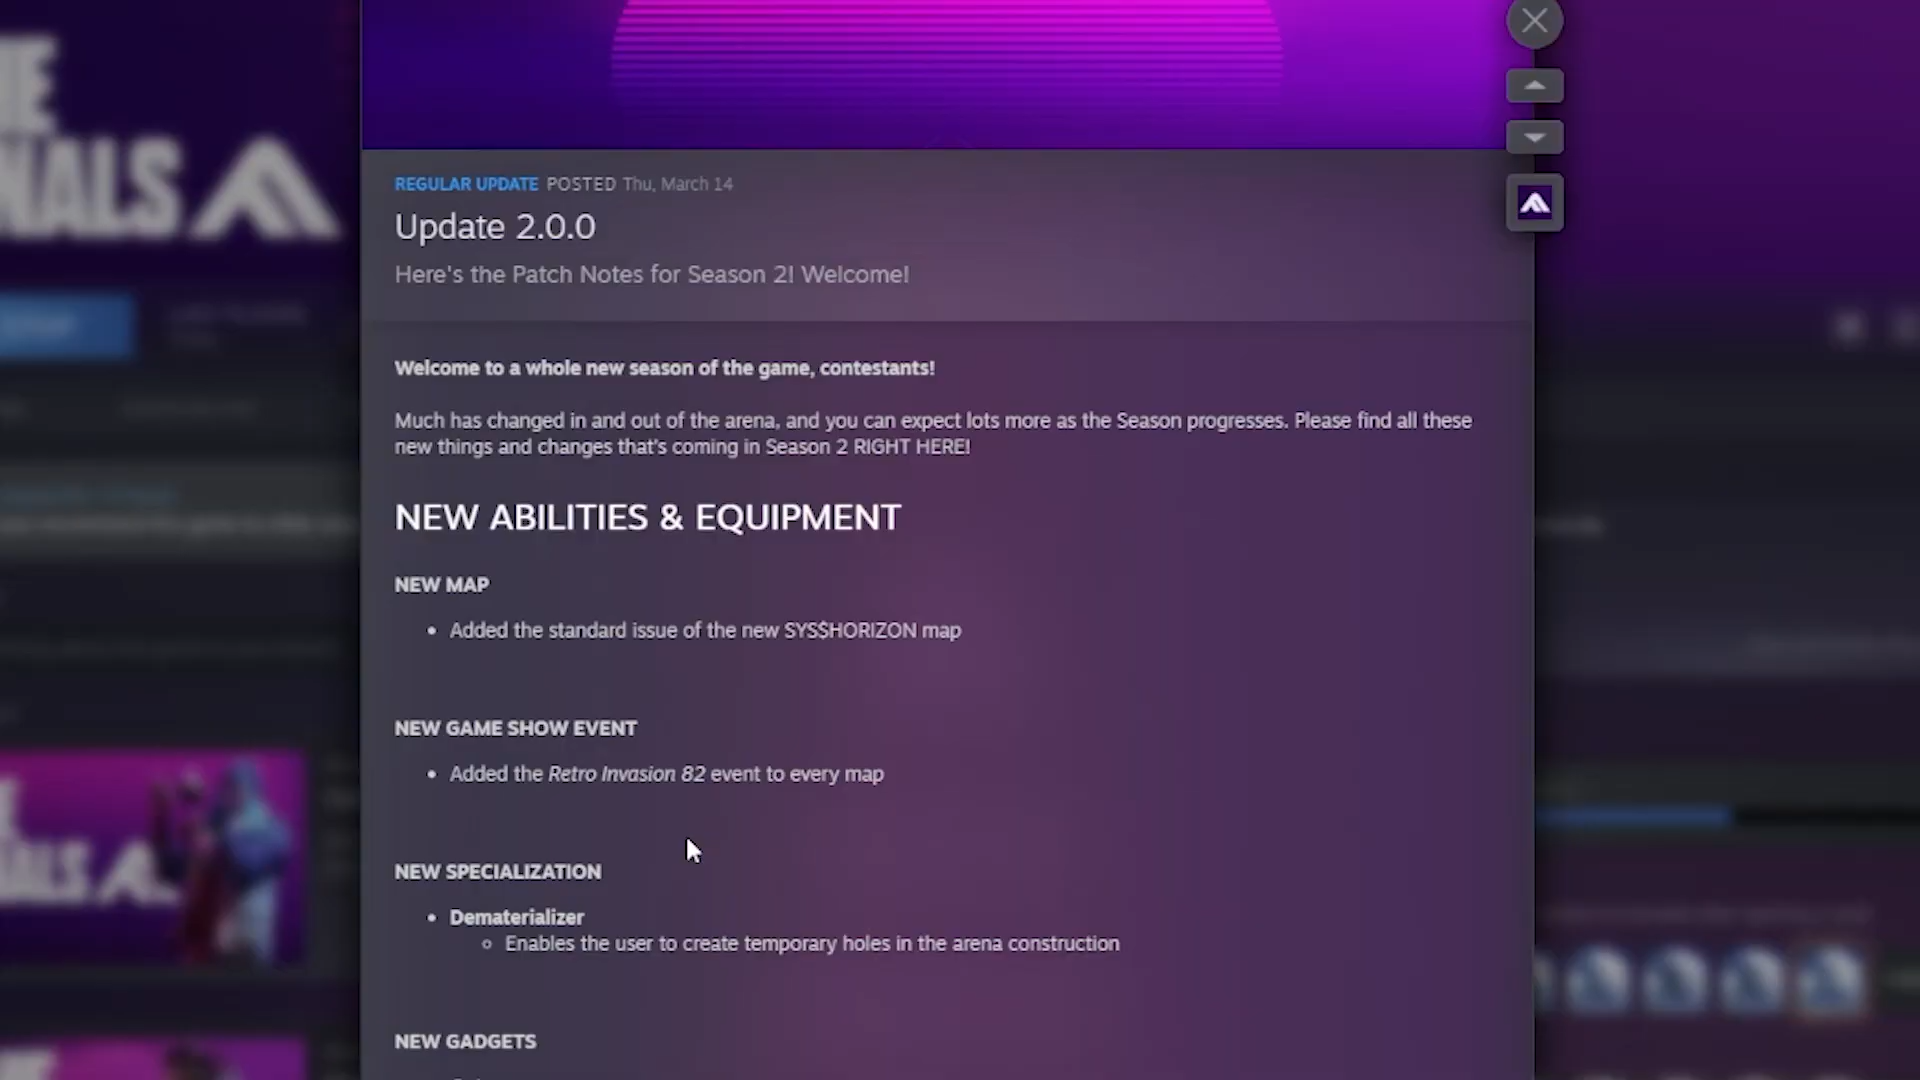 REGULAR UPDATE POSTED Thu, March 14
Update 2.0.0
Here's the Patch Notes for Season 2! Welcome!
Welcome to a whole new season of the game, contestants!
Much has changed in and out of the arena, and you can expect lots more as the Season progresses. Please find all these
new things and changes that's coming in Season 2 RIGHT HERE!
NEW ABILITIES & EQUIPMENT
NEW MAP
• Added the standard issue of the new SYS$HORIZON map
NEW GAME SHOW EVENT
• Added the Retro Invasion 82 event to every map
NEW SPECIALIZATION
• Dematerializer
◦ Enables the user to create temporary holes in the arena construction
NEW GADGETS